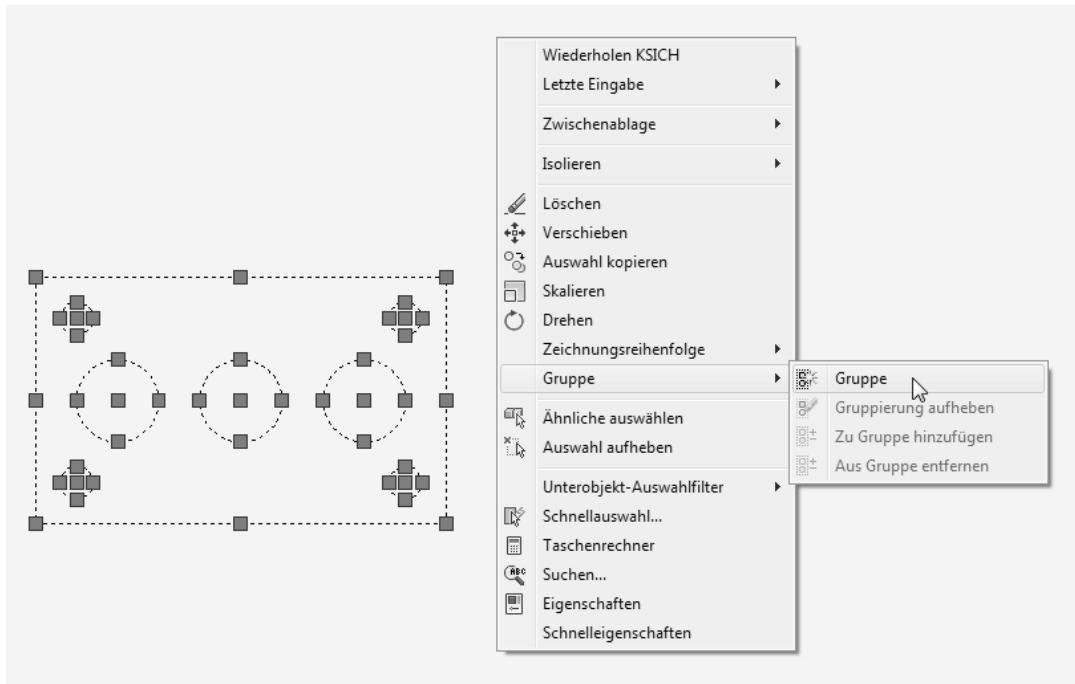 Wiederholen KSICH
Letzte Eingabe
Zwischenablage
Isolieren
Löschen
Verschieben
Auswahl kopieren
Skalieren
Drehen
Zeichnungsreihenfolge
Gruppe
Gruppe
Gruppierung aufheben
Zu Gruppe hinzufügen
Aus Gruppe entfernen
Ähnliche auswählen
Auswahl aufheben
Unterobjekt-Auswahlfilter
Schnellauswahl...
Taschenrechner
ABC
Suchen...
Eigenschaften
Schnelleigenschaften